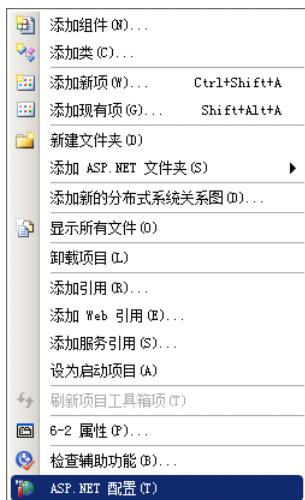 添加组件(N)...
添加类(C)...
添加新项(W)... Ctrl+Shift+A
添加现有项(G)... Shift+Alt+A
新建文件夹(D)
添加 ASP.NET 文件夹(S)
添加新的分布式系统关系图(D)...
显示所有文件(O)
卸载项目(L)
添加引用(R)...
添加 Web 引用(E)...
添加服务引用(S)...
设为启动项目(A)
刷新项目工具箱项(T)
6-2 属性(P)...
检查辅助功能(B)...
ASP.NET 配置(T)